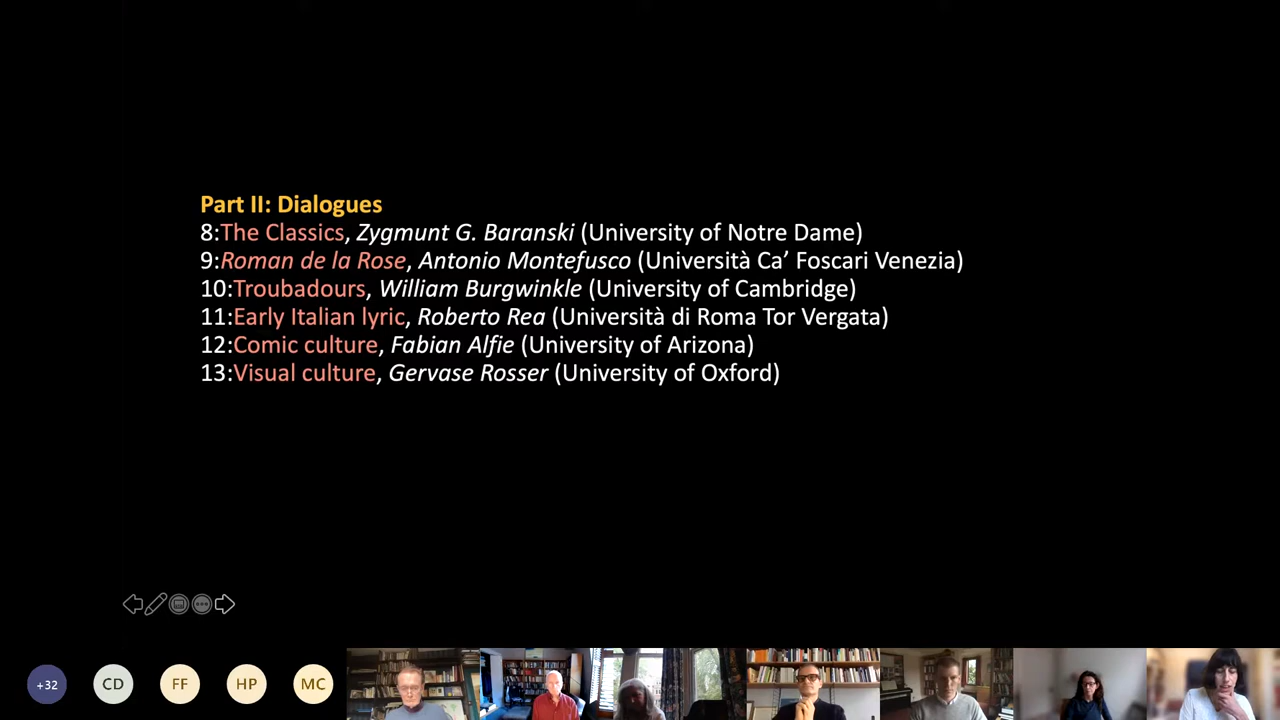 Part II: Dialogues
8:The Classics, Zygmunt G. Baranski (University of Notre Dame)
9:Roman de la Rose, Antonio Montefusco (Università Ca’ Foscari Venezia)
10:Troubadours, William Burgwinkle (University of Cambridge)
11:Early Italian lyric, Roberto Rea (Università di Roma Tor Vergata)
12:Comic culture, Fabian Alfie (University of Arizona)
13:Visual culture, Gervase Rosser (University of Oxford)
+32 CD FF HP MC